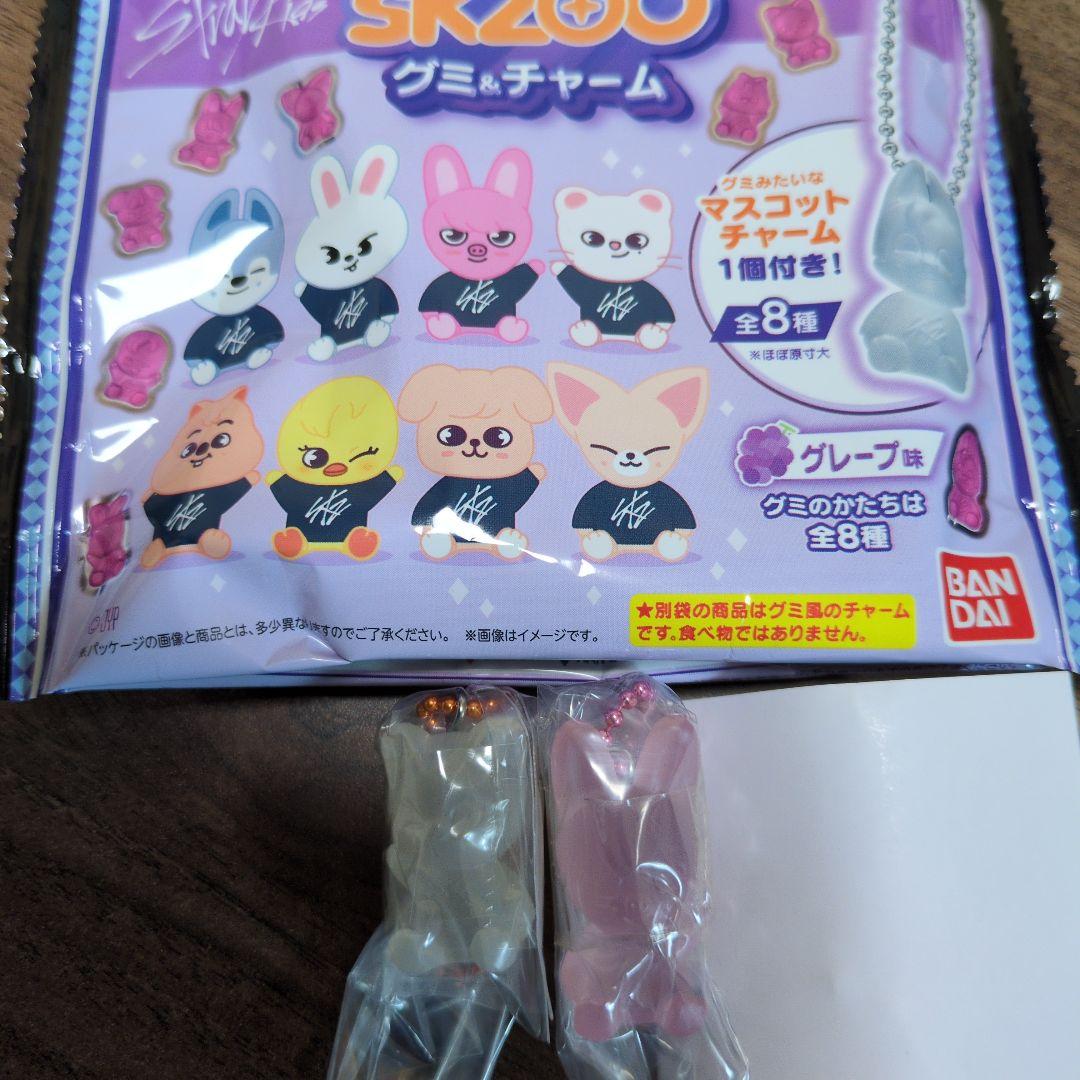 Stray Kids
SKZOO
グミ&チャーム
グミみたいな
マスコット
チャーム
1個付き!
全8種
※ほぼ原寸大
グレープ味
グミのかたちは
全8種
BAN
DAI
★別袋の商品はグミ風のチャーム
です。食べ物ではありません。
©JYP
※パッケージの画像と商品とは、多少異なりますのでご了承ください。 ※画像はイメージです。